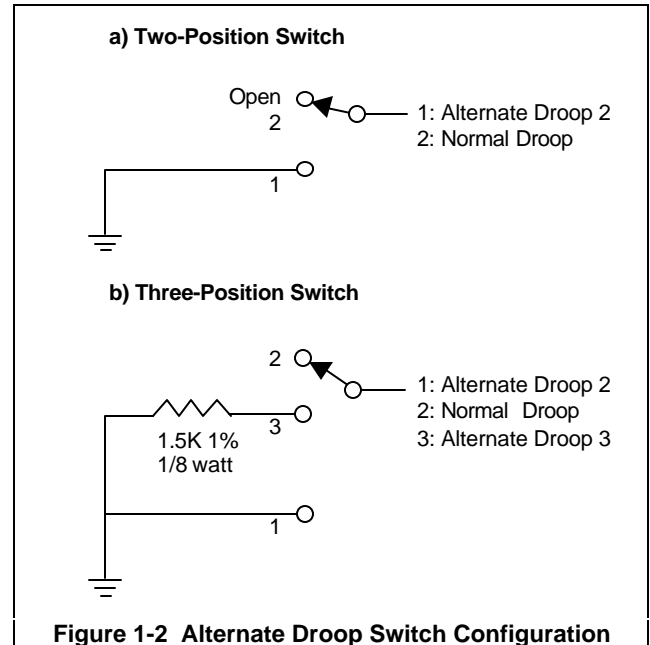 a) Two-Position Switch
Open
2
1: Alternate Droop 2
2: Normal Droop
1
b) Three-Position Switch
2
1: Alternate Droop 2
2: Normal Droop
3: Alternate Droop 3
3
1.5K 1%
1/8 watt
1
Figure 1-2 Alternate Droop Switch Configuration